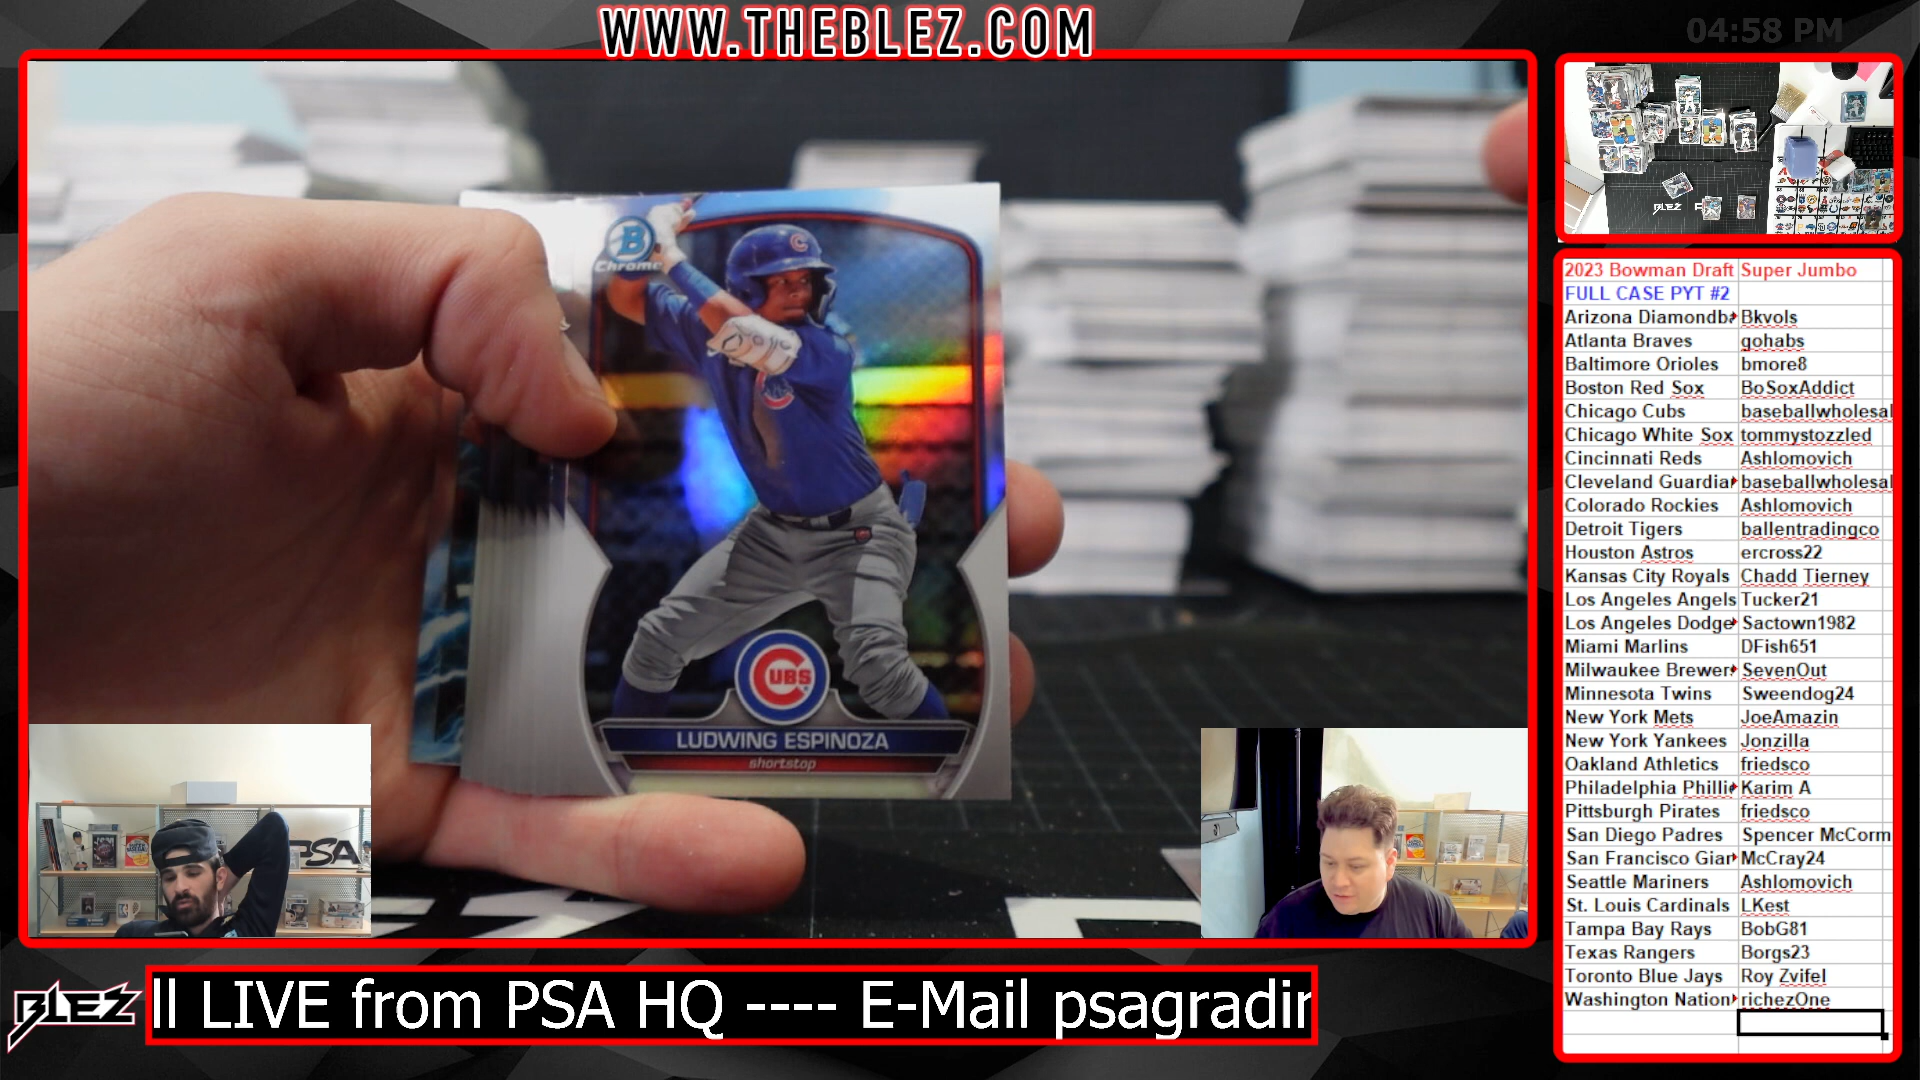 WWW.THEBLEZ.COM
04:58 PM
B
Chrome
C
UBS
LUDWING ESPINOZA
shortstop
PSA
BLEZ
2023 Bowman Draft Super Jumbo
FULL CASE PYT #2
Arizona Diamondba Bkvols
Atlanta Braves gohabs
Baltimore Orioles bmore8
Boston Red Sox BoSoxAddict
Chicago Cubs baseballwholesal
Chicago White Sox tommystozzled
Cincinnati Reds Ashlomovich
Cleveland Guardia baseballwholesal
Colorado Rockies Ashlomovich
Detroit Tigers ballentradingco
Houston Astros ercross22
Kansas City Royals Chadd Tierney
Los Angeles Angels Tucker21
Los Angeles Dodge Sactown1982
Miami Marlins DFish651
Milwaukee Brewer Sevenout
Minnesota Twins Sweendog24
New York Mets JoeAmazin
New York Yankees Jonzilla
Oakland Athletics friedsco
Philadelphia Philli Karim A
Pittsburgh Pirates friedsco
San Diego Padres Spencer McCorm
San Francisco Gian McCray24
Seattle Mariners Ashlomovich
St. Louis Cardinals LKest
Tampa Bay Rays BobG81
Texas Rangers Borgs23
Toronto Blue Jays Roy Zvifel
Washington Nation richezOne
BLEZ
ll LIVE from PSA HQ ---- E-Mail psagradin